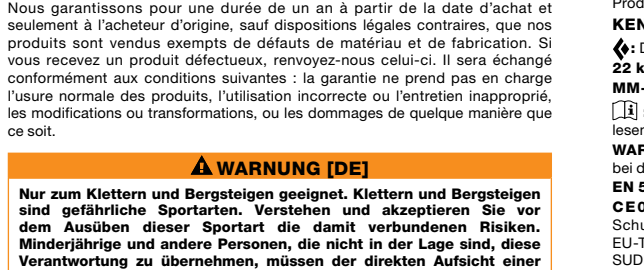 Nous garantissons pour une durée de un an à partir de la date d'achat et
seulement à l'acheteur d'origine, sauf dispositions légales contraires, que nos
produits sont vendus exempts de défauts de matériau et de fabrication. Si
vous recevez un produit défectueux, renvoyez-nous celui-ci. Il sera échangé
conformément aux conditions suivantes : la garantie ne prend pas en charge
l'usure normale des produits, l'utilisation incorrecte ou l'entretien inapproprié,
les modifications ou transformations, ou les dommages de quelque manière que
ce soit.
WARNUNG [DE]
Nur zum Klettern und Bergsteigen geeignet. Klettern und Bergsteigen
sind gefährliche Sportarten. Verstehen und akzeptieren Sie vor
dem Ausüben dieser Sportart die damit verbundenen Risiken.
Minderjährige und andere Personen, die nicht in der Lage sind, diese
Verantwortung zu übernehmen, müssen der direkten Aufsicht einer
Prod
KEN
: D
22 k
MM-
lesen
WAR
bei d
EN 5
CE0
Schu
EU-T
SUD